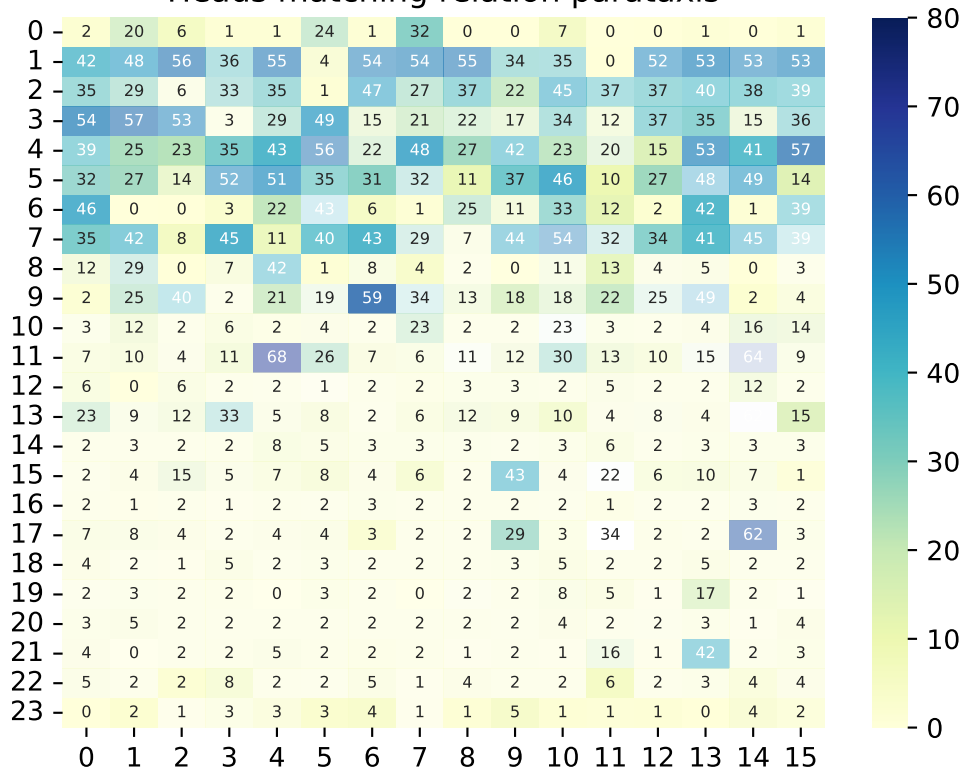 Heads matching relation parataxis
0 2 20 6 1 1 24 1 32 0 0 7 0 0 1 0 1
1 42 48 56 36 55 4 54 54 55 34 35 0 52 53 53 53
2 35 29 6 33 35 1 47 27 37 22 45 37 37 40 38 39
3 54 57 53 3 29 49 15 21 22 17 34 12 37 35 15 36
4 39 25 23 35 43 56 22 48 27 42 23 20 15 53 41 57
5 32 27 14 52 51 35 31 32 11 37 46 10 27 48 49 14
6 46 0 0 3 22 43 6 1 25 11 33 12 2 42 1 39
7 35 42 8 45 11 40 43 29 7 44 54 32 34 41 45 39
8 12 29 0 7 42 1 8 4 2 0 11 13 4 5 0 3
9 2 25 40 2 21 19 59 34 13 18 18 22 25 49 2 4
10 3 12 2 6 2 4 2 23 2 2 23 3 2 4 16 14
11 7 10 4 11 68 26 7 6 11 12 30 13 10 15 64 9
12 6 0 6 2 2 1 2 2 3 3 2 5 2 2 12 2
13 23 9 12 33 5 8 2 6 12 9 10 4 8 4 15
14 2 3 2 2 8 5 3 3 3 2 3 6 2 3 3 3
15 2 4 15 5 7 8 4 6 2 43 4 22 6 10 7 1
16 2 1 2 1 2 2 3 2 2 2 2 1 2 2 3 2
17 7 8 4 2 4 4 3 2 2 29 3 34 2 2 62 3
18 4 2 1 5 2 3 2 2 2 3 5 2 2 5 2 2
19 2 3 2 2 0 3 2 0 2 2 8 5 1 17 2 1
20 3 5 2 2 2 2 2 2 2 2 4 2 2 3 1 4
21 4 0 2 2 5 2 2 2 1 2 1 16 1 42 2 3
22 5 2 2 8 2 2 5 1 4 2 2 6 2 3 4 4
23 0 2 1 3 3 3 4 1 1 5 1 1 1 0 4 2
0 1 2 3 4 5 6 7 8 9 10 11 12 13 14 15
80
70
60
50
40
30
20
10
0